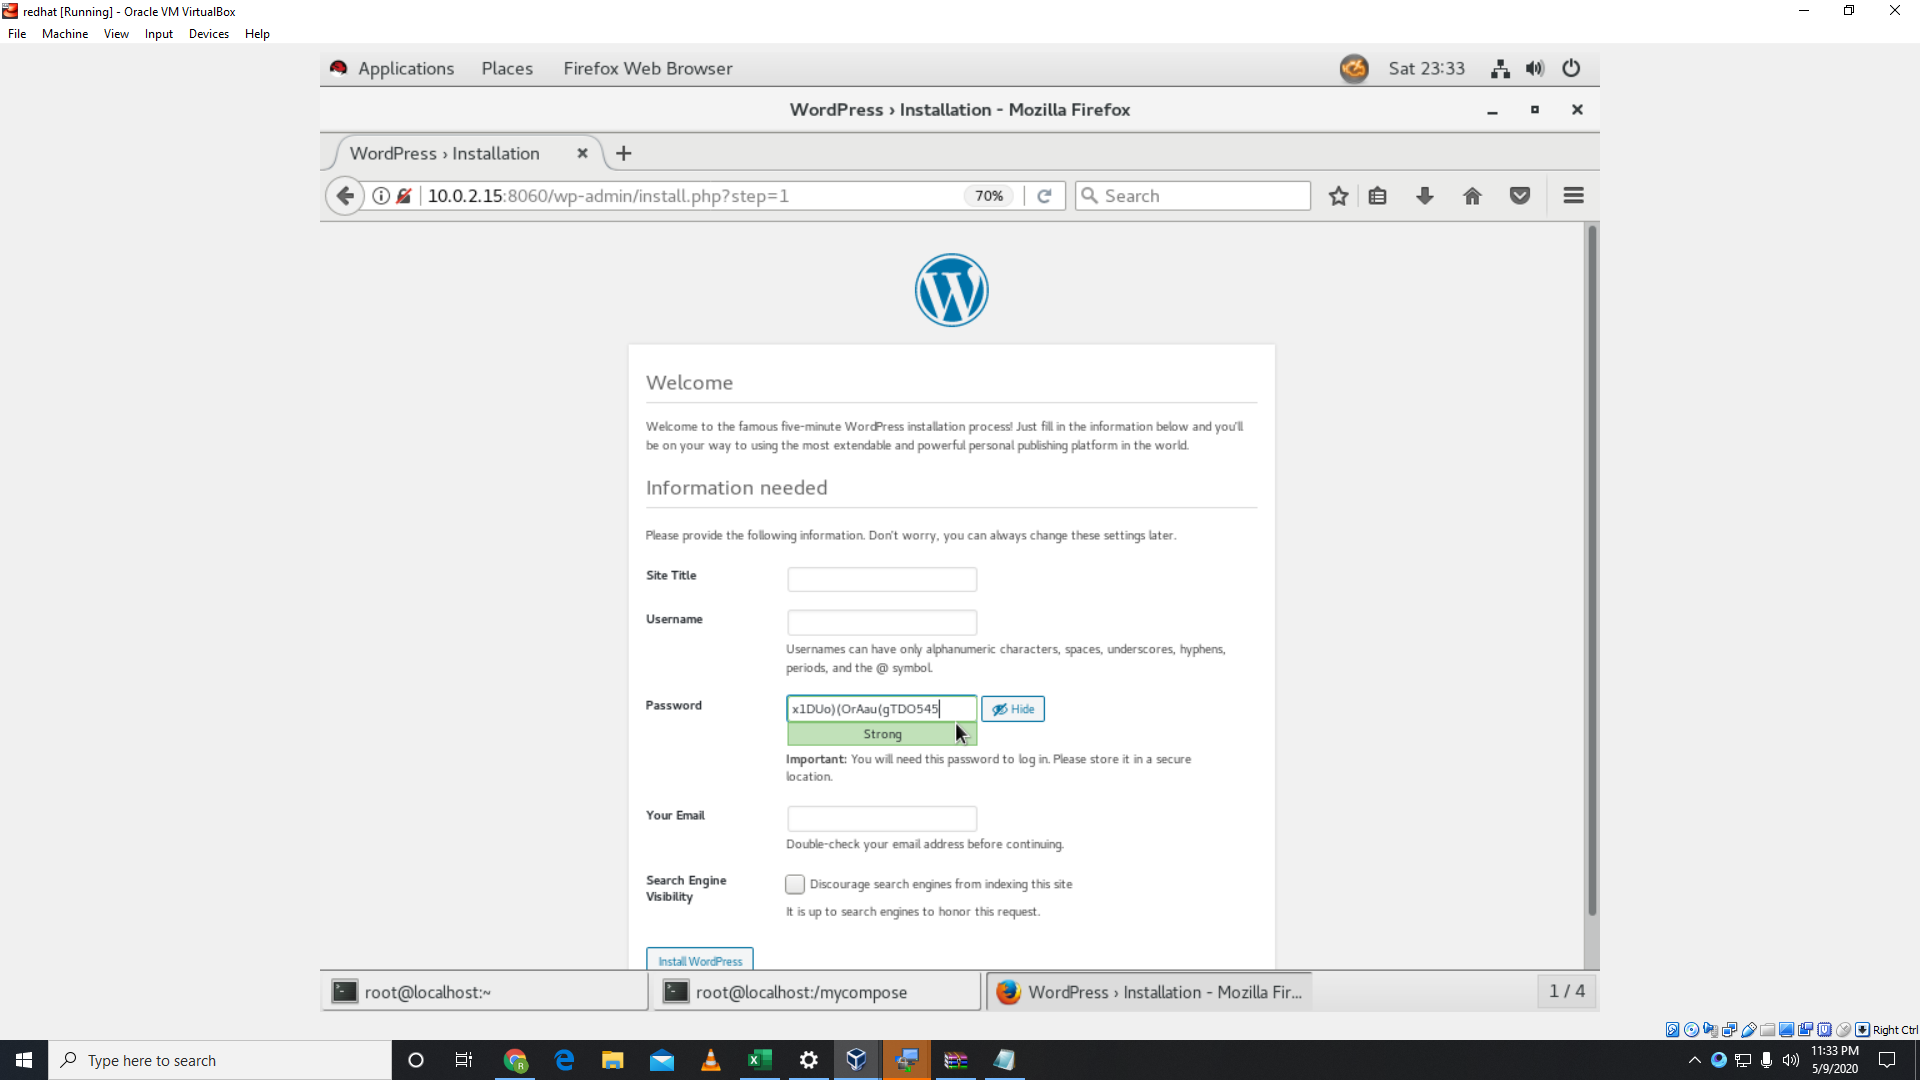 redhat [Running] - Oracle VM VirtualBox
File Machine View Input Devices Help
Applications Places Firefox Web Browser Sat 23:33
WordPress › Installation - Mozilla Firefox
WordPress › Installation
10.0.2.15:8060/wp-admin/install.php?step=1 70% Search
Welcome
Welcome to the famous five-minute WordPress installation process! Just fill in the information below and you'll
be on your way to using the most extendable and powerful personal publishing platform in the world.
Information needed
Please provide the following information. Don't worry, you can always change these settings later.
Site Title
Username
Usernames can have only alphanumeric characters, spaces, underscores, hyphens,
periods, and the @ symbol.
Password x1DUo)(OrAau(gTDO545 Hide
Strong
Important: You will need this password to log in. Please store it in a secure
location.
Your Email
Double-check your email address before continuing.
Search Engine
Visibility
Discourage search engines from indexing this site
It is up to search engines to honor this request.
Install WordPress
root@localhost:~ root@localhost:/mycompose WordPress › Installation - Mozilla Fir... 1 / 4
Right Ctrl
Type here to search 11:33 PM
5/9/2020